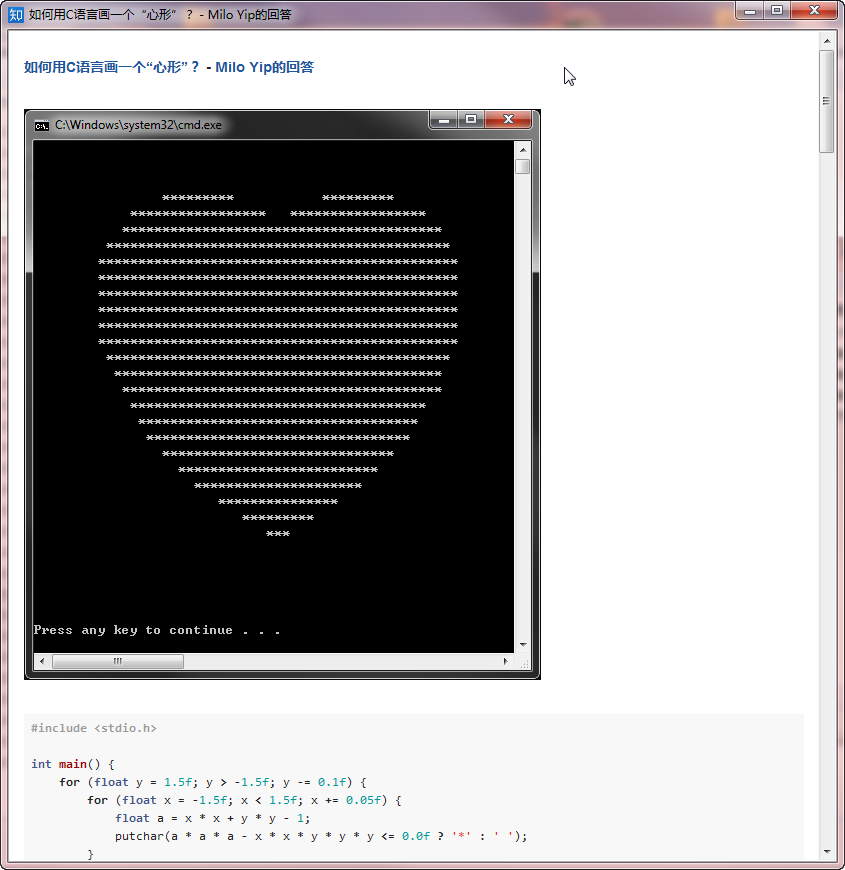 如何用C语言画一个“心形”？ - Milo Yip的回答
如何用C语言画一个“心形”？ - Milo Yip的回答
C:\Windows\system32\cmd.exe
                *********           *********
            *****************   *****************
           ****************************************
         *******************************************
        *********************************************
        *********************************************
        *********************************************
        *********************************************
        *********************************************
        *********************************************
         *******************************************
          *****************************************
           ****************************************
            *************************************
             ***********************************
              *********************************
                *****************************
                  *************************
                    *********************
                       ***************
                          *********
                             ***
Press any key to continue . . .
#include <stdio.h>
int main() {
    for (float y = 1.5f; y > -1.5f; y -= 0.1f) {
        for (float x = -1.5f; x < 1.5f; x += 0.05f) {
            float a = x * x + y * y - 1;
            putchar(a * a * a - x * x * y * y * y <= 0.0f ? '*' : ' ');
        }